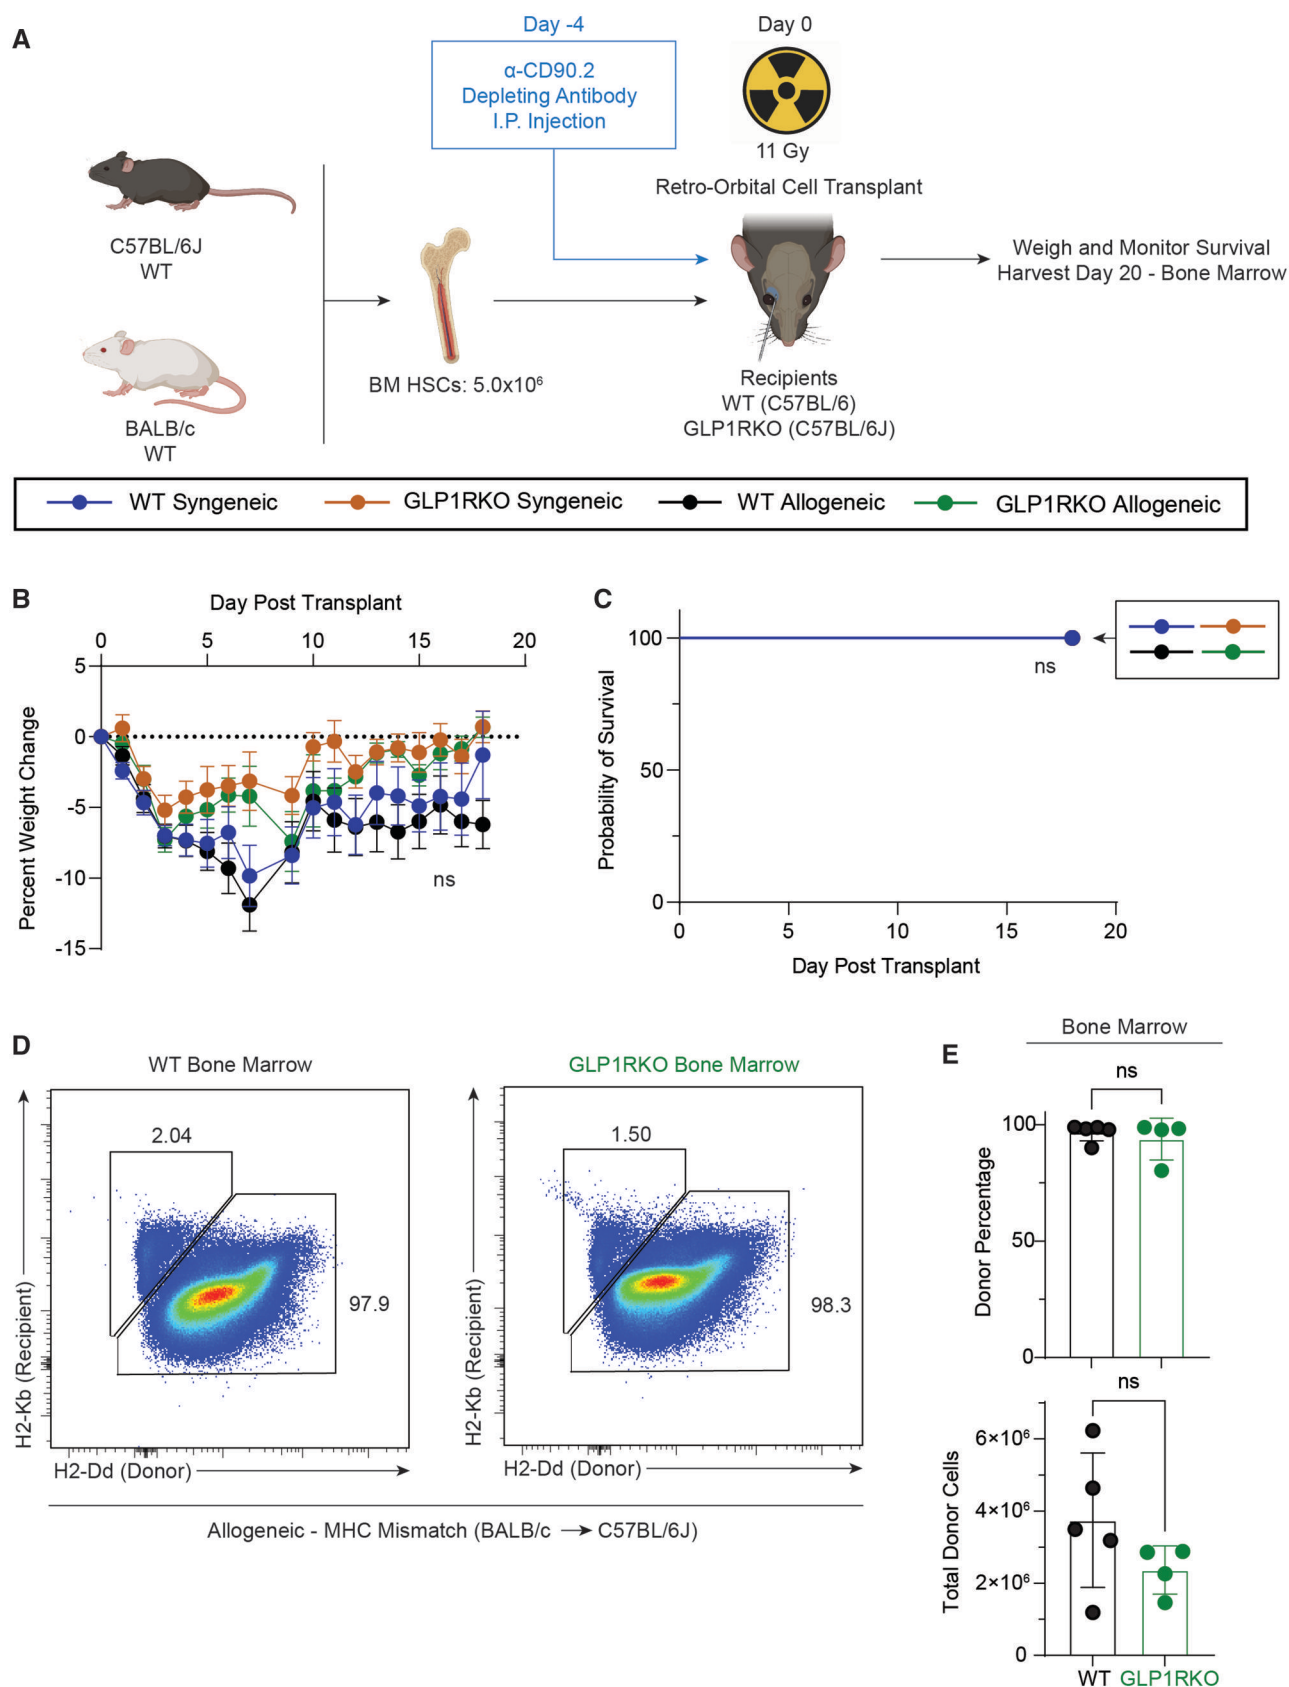 A
Day -4
Day 0
α-CD90.2
Depleting Antibody
I.P. Injection
11 Gy
Retro-Orbital Cell Transplant
C57BL/6J
WT
BALB/c
WT
BM HSCs: 5.0x10⁶
Recipients
WT (C57BL/6)
GLP1RKO (C57BL/6J)
Weigh and Monitor Survival
Harvest Day 20 - Bone Marrow
WT Syngeneic
GLP1RKO Syngeneic
WT Allogeneic
GLP1RKO Allogeneic
B
Day Post Transplant
0 5 10 15 20
Percent Weight Change
5
0
-5
-10
-15
ns
C
Probability of Survival
100
50
0
ns
0 5 10 15 20
Day Post Transplant
D
WT Bone Marrow
2.04
97.9
H2-Kb (Recipient)
H2-Dd (Donor)
GLP1RKO Bone Marrow
1.50
98.3
H2-Kb (Recipient)
H2-Dd (Donor)
Allogeneic - MHC Mismatch (BALB/c → C57BL/6J)
E
Bone Marrow
ns
Donor Percentage
100
50
0
ns
Total Donor Cells
6×10⁶
4×10⁶
2×10⁶
0
WT GLP1RKO